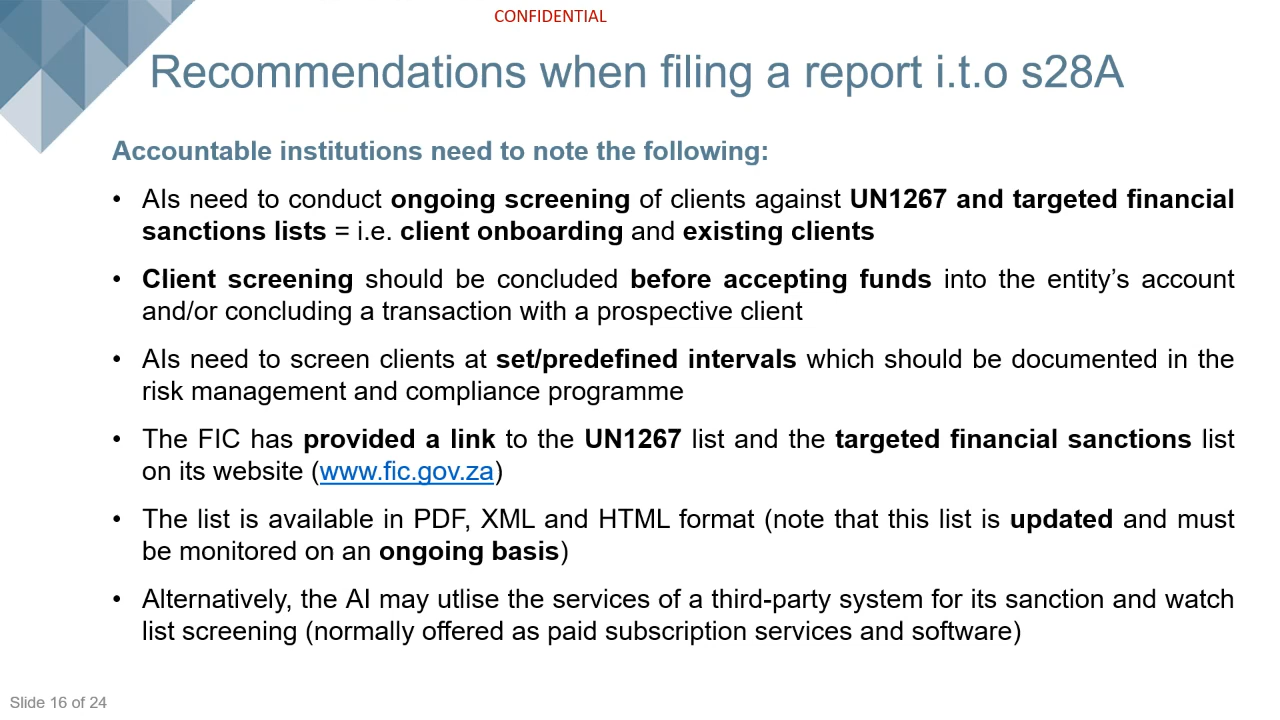 CONFIDENTIAL
Recommendations when filing a report i.t.o s28A
Accountable institutions need to note the following:
• AIs need to conduct ongoing screening of clients against UN1267 and targeted financial
sanctions lists = i.e. client onboarding and existing clients
• Client screening should be concluded before accepting funds into the entity’s account
and/or concluding a transaction with a prospective client
• AIs need to screen clients at set/predefined intervals which should be documented in the
risk management and compliance programme
• The FIC has provided a link to the UN1267 list and the targeted financial sanctions list
on its website (www.fic.gov.za)
• The list is available in PDF, XML and HTML format (note that this list is updated and must
be monitored on an ongoing basis)
• Alternatively, the AI may utlise the services of a third-party system for its sanction and watch
list screening (normally offered as paid subscription services and software)
Slide 16 of 24